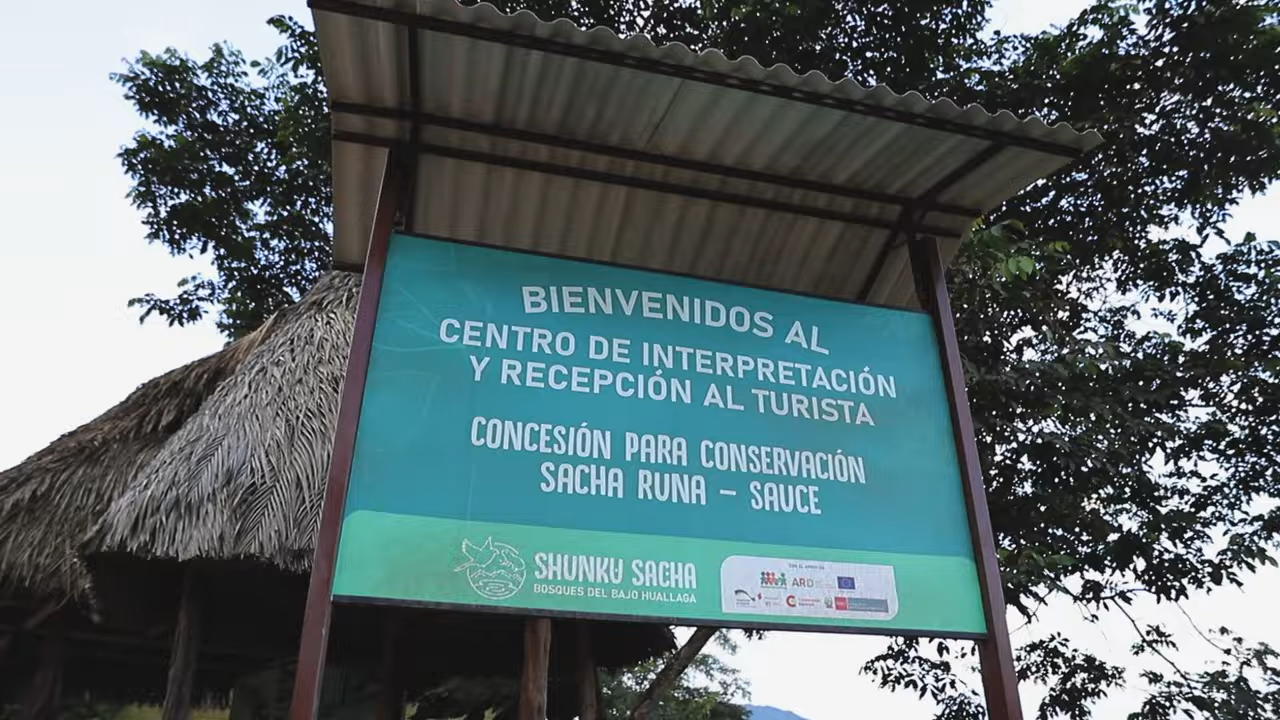 BIENVENIDOS AL
CENTRO DE INTERPRETACIÓN
Y RECEPCIÓN AL TURISTA
CONCESIÓN PARA CONSERVACIÓN
SACHA RUNA – SAUCE
SHUNKU SACHA
BOSQUES DEL BAJO HUALLAGA
ARD